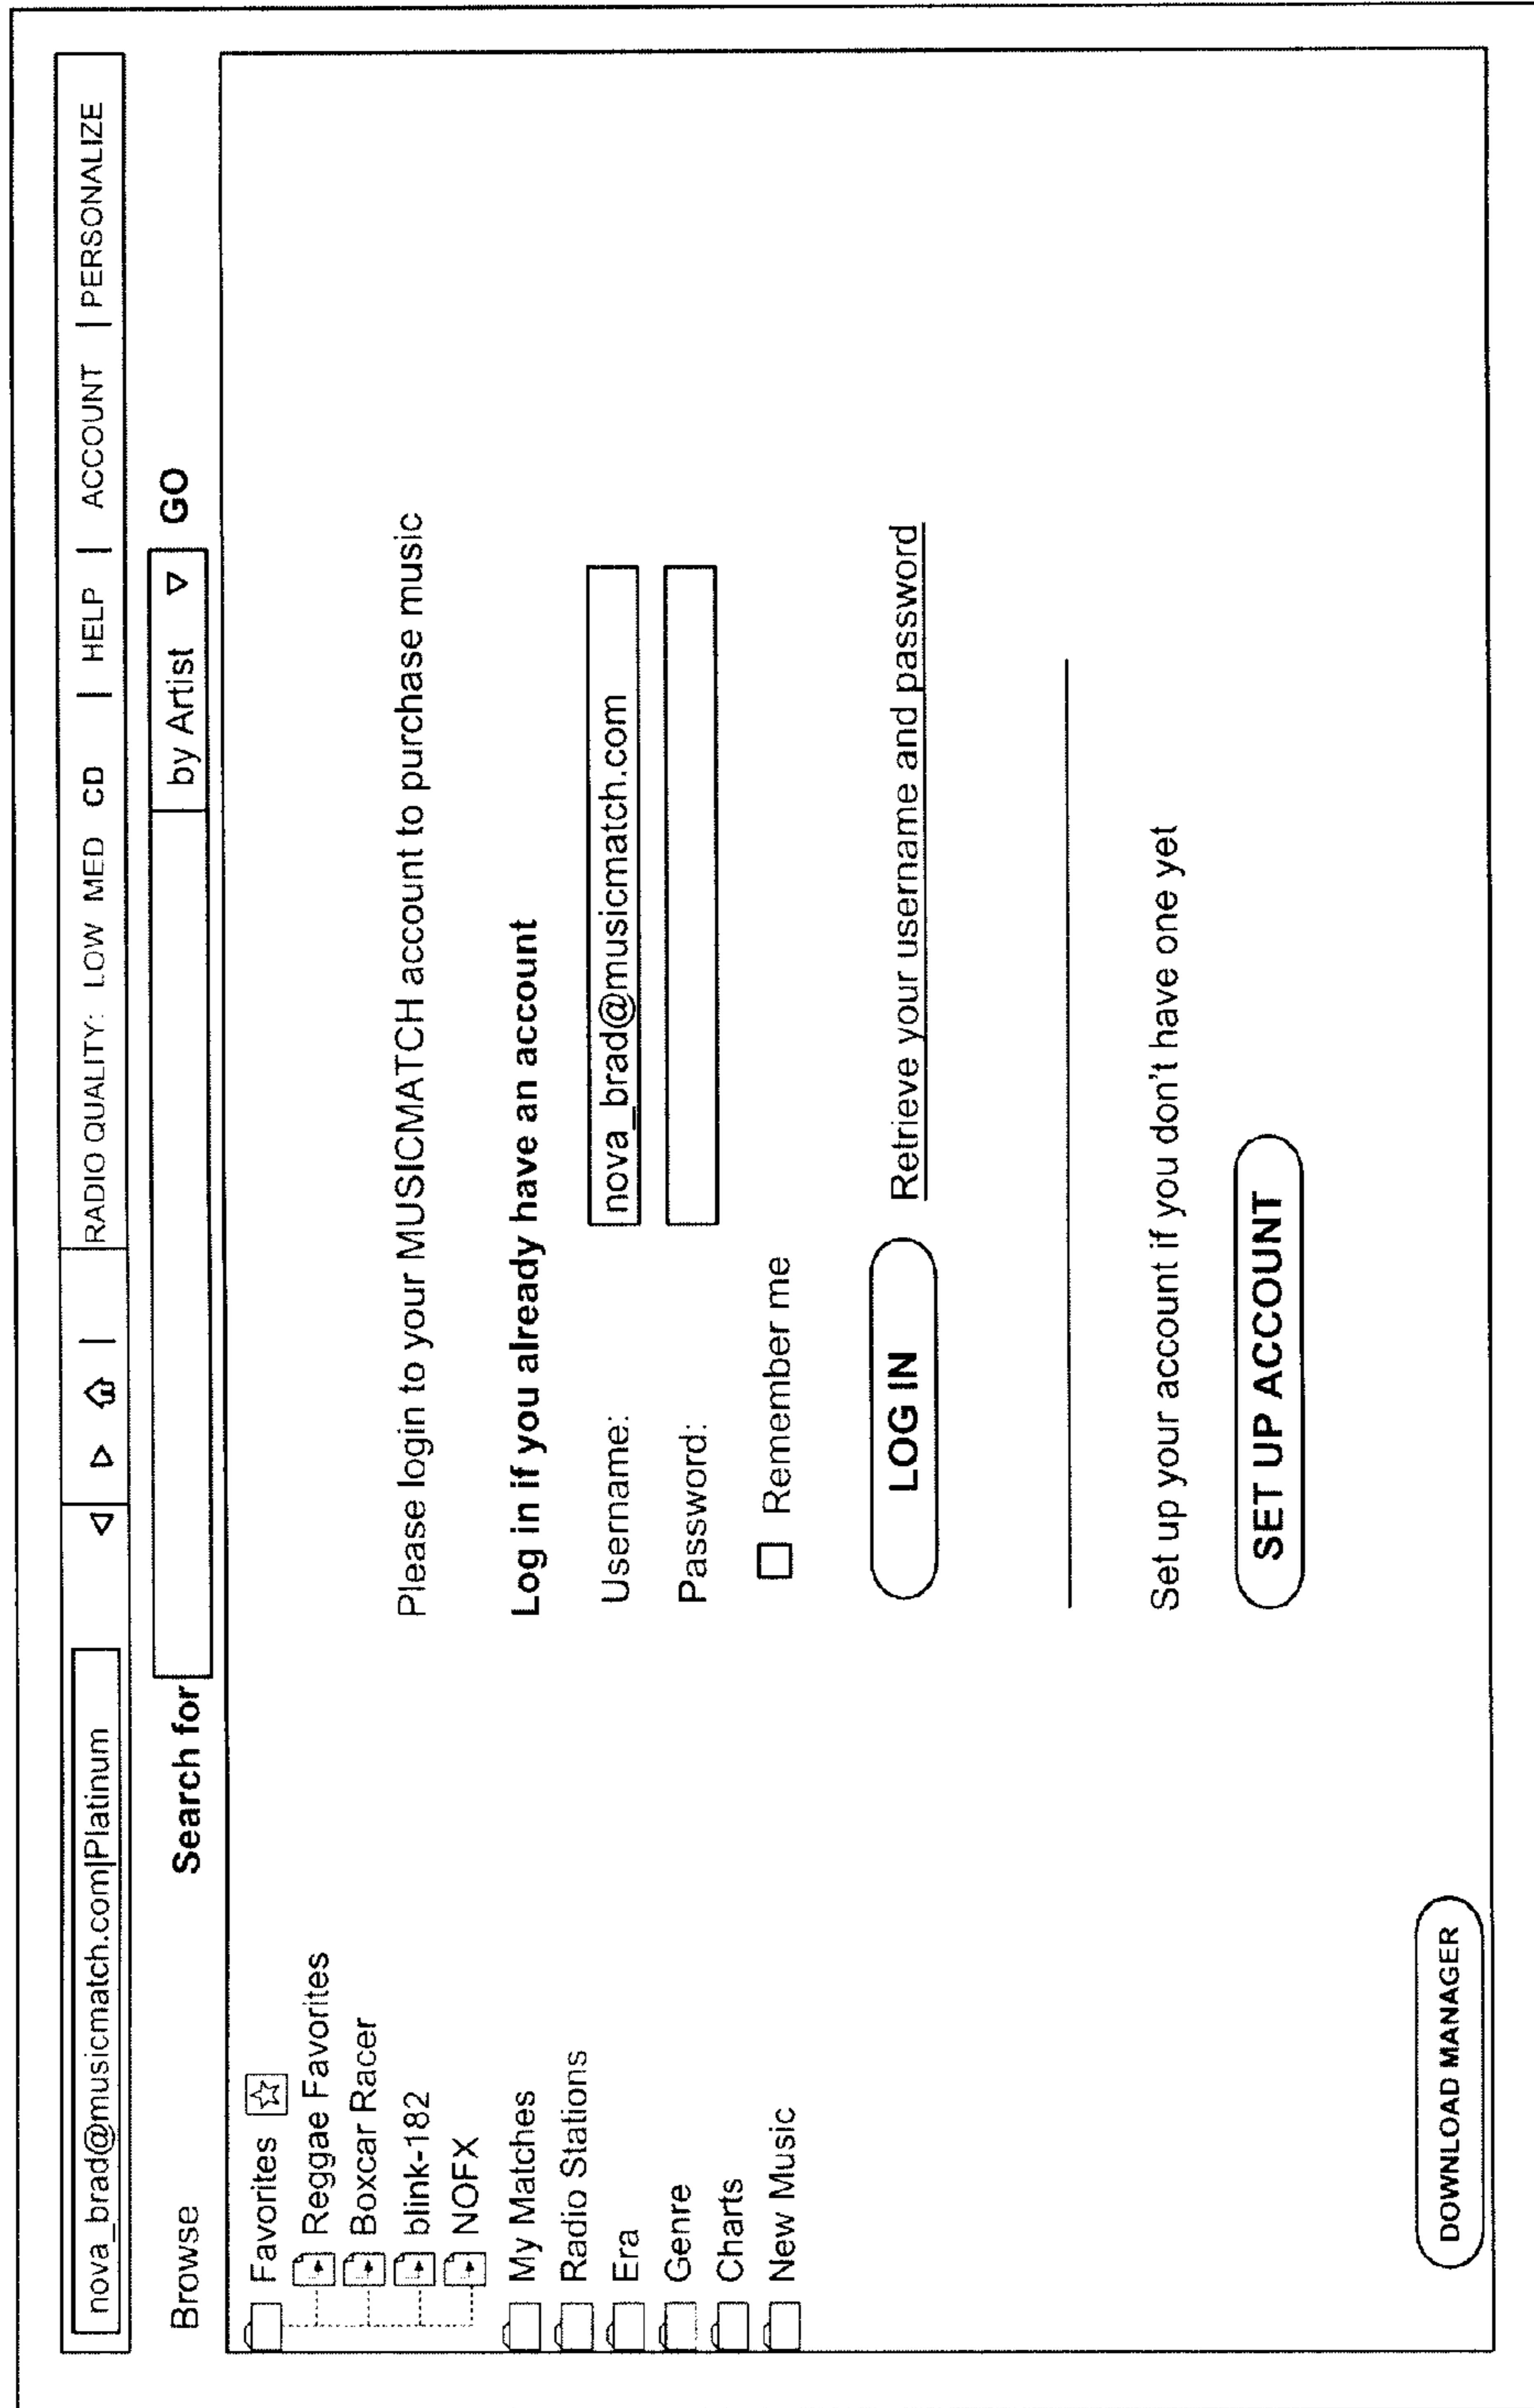 nova_brad@musicmatch.com|Platinum | RADIO QUALITY: LOW MED CD | HELP | ACCOUNT | PERSONALIZE
Browse Search for by Artist GO
Favorites
Reggae Favorites
Boxcar Racer
blink-182
NOFX
My Matches
Radio Stations
Era
Genre
Charts
New Music
Please login to your MUSICMATCH account to purchase music
Log in if you already have an account
Username: nova_brad@musicmatch.com
Password:
Remember me
LOG IN Retrieve your username and password
Set up your account if you don't have one yet
SET UP ACCOUNT
DOWNLOAD MANAGER